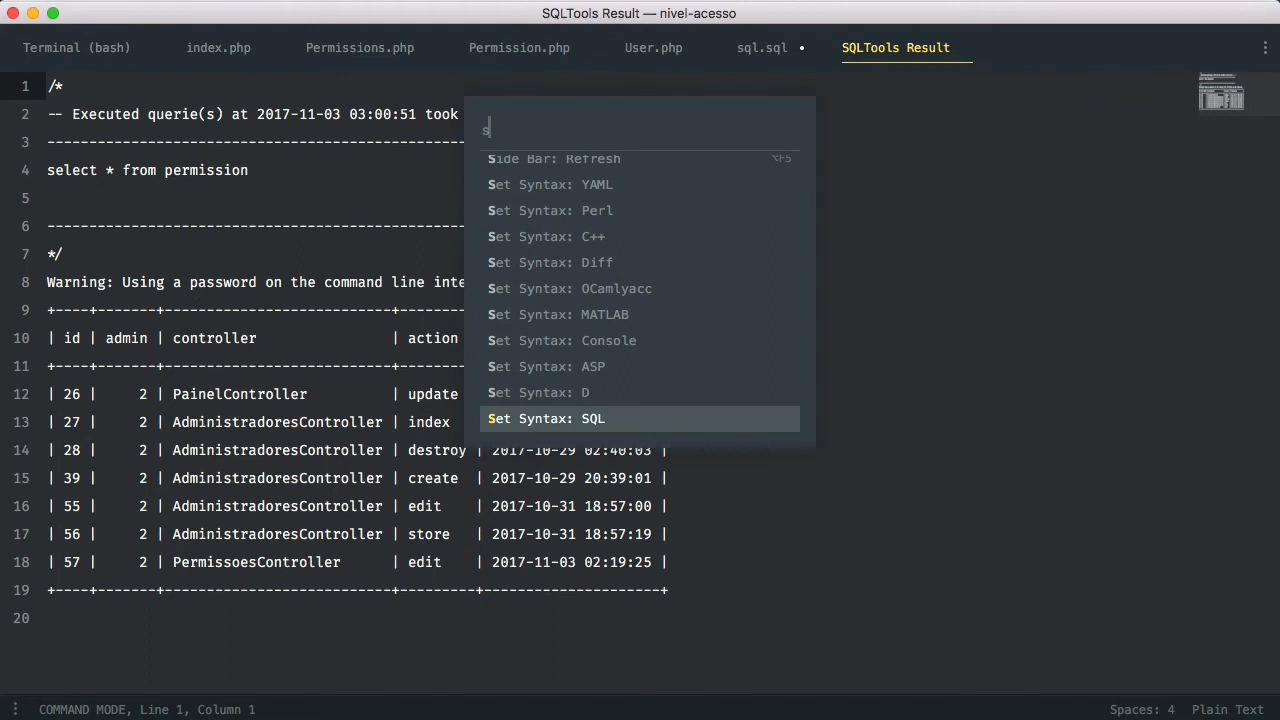 SQLTools Result — nivel-acesso
Terminal (bash) index.php Permissions.php Permission.php User.php sql.sql • SQLTools Result
1 /*
2 -- Executed querie(s) at 2017-11-03 03:00:51 took
3 --------------------------------------------------
4 select * from permission
5
6 --------------------------------------------------
7 */
8 Warning: Using a password on the command line inte
9 +----+-------+---------------------------+--------
10 | id | admin | controller | action
11 +----+-------+---------------------------+--------
12 | 26 | 2 | PainelController | update
13 | 27 | 2 | AdministradoresController | index
14 | 28 | 2 | AdministradoresController | destroy | 2017-10-29 02:40:03 |
15 | 39 | 2 | AdministradoresController | create | 2017-10-29 20:39:01 |
16 | 55 | 2 | AdministradoresController | edit | 2017-10-31 18:57:00 |
17 | 56 | 2 | AdministradoresController | store | 2017-10-31 18:57:19 |
18 | 57 | 2 | PermissoesController | edit | 2017-11-03 02:19:25 |
19 +----+-------+---------------------------+---------+---------------------+
20
s
Side Bar: Refresh ⌥F5
Set Syntax: YAML
Set Syntax: Perl
Set Syntax: C++
Set Syntax: Diff
Set Syntax: OCamlyacc
Set Syntax: MATLAB
Set Syntax: Console
Set Syntax: ASP
Set Syntax: D
Set Syntax: SQL
COMMAND MODE, Line 1, Column 1 Spaces: 4 Plain Text